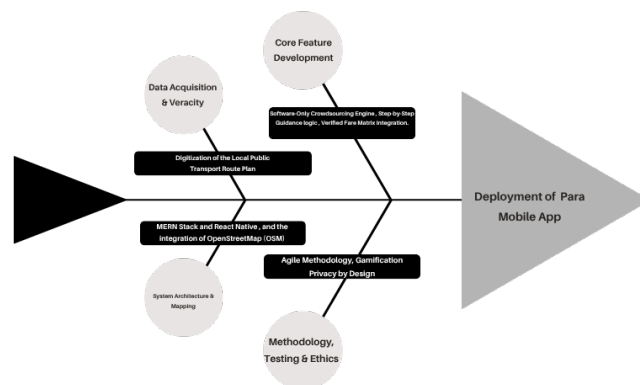 Core Feature
Development
Data Acquisition
& Veracity
Software-Only Crowdsourcing Engine, Step-by-Step
Guidance logic, Verified Fare Matrix Integration.
Digitization of the Local Public
Transport Route Plan
Deployment of Para
Mobile App
MERN Stack and React Native, and the
integration of OpenStreetMap (OSM)
Agile Methodology, Gamification
Privacy by Design
System Architecture &
Mapping
Methodology,
Testing & Ethics